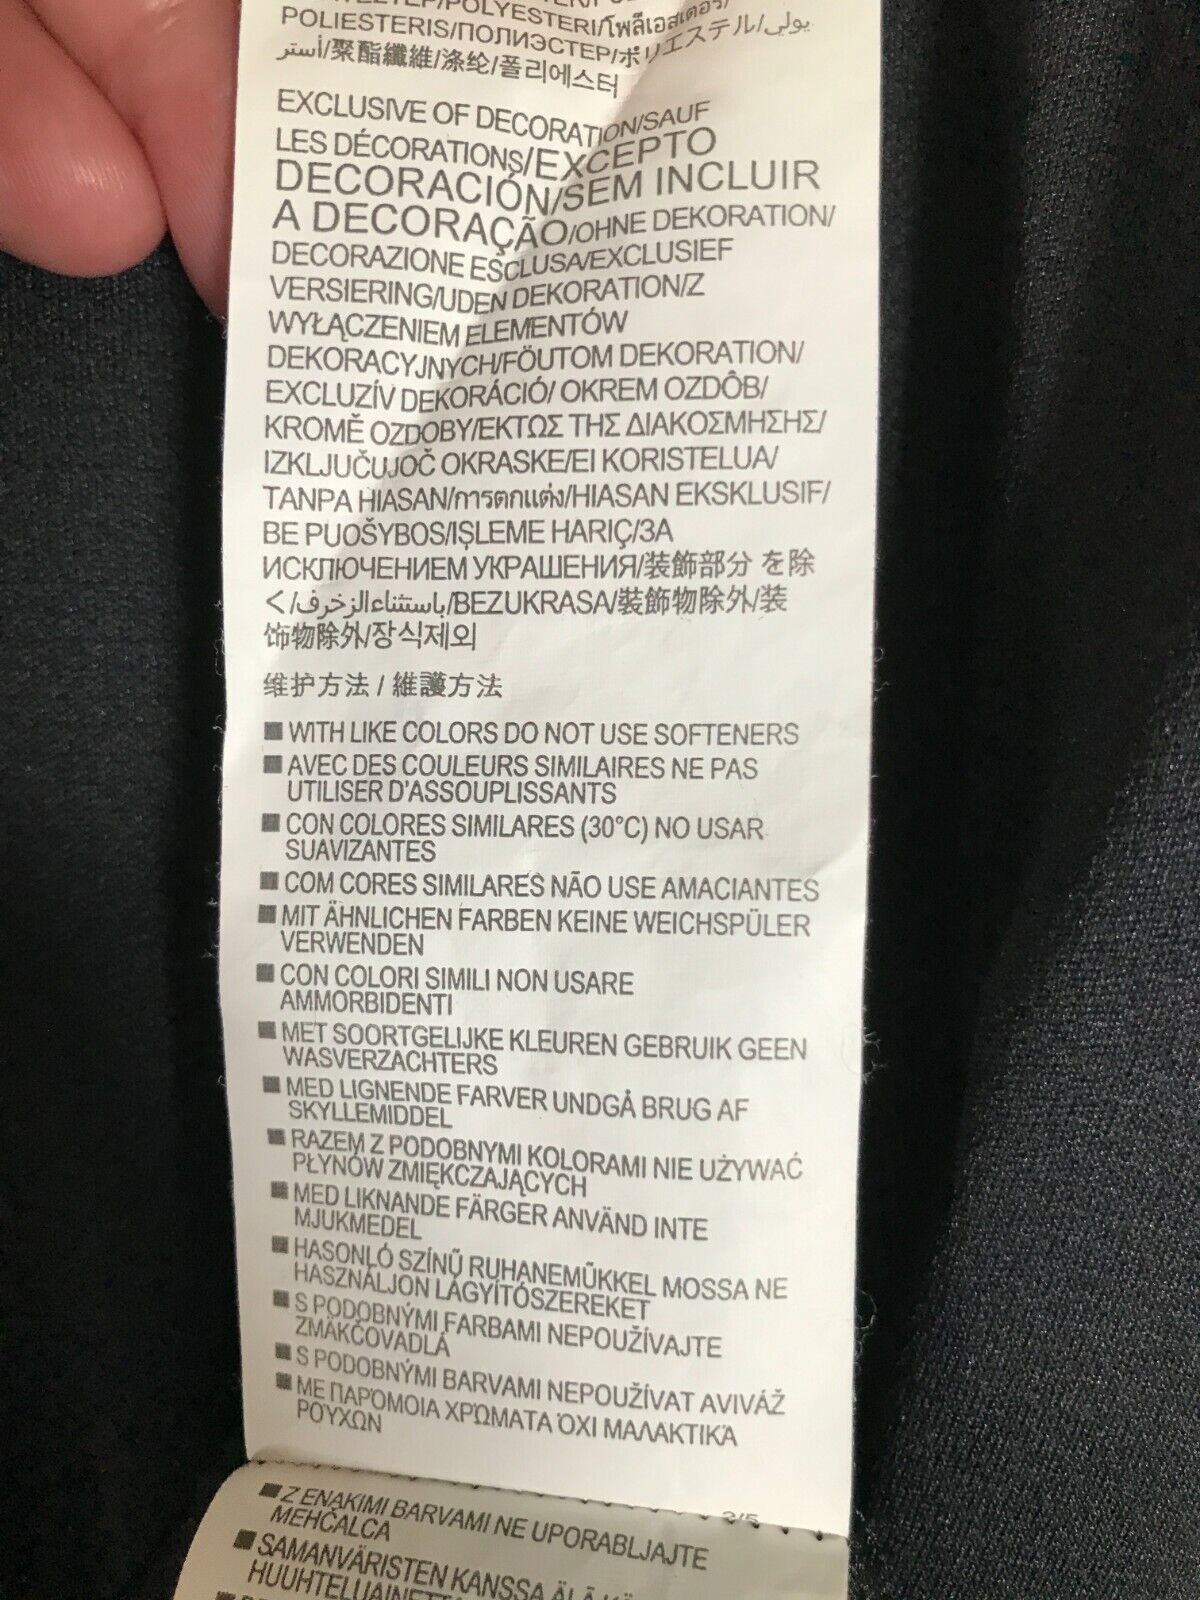 POLYESTERI/โพลีเอสเตอร์/
POLIESTERIS/ПОЛИЭСТЕР/ポリエステル/بولي
أستر/聚酯纖維/涤纶/폴리에스터
EXCLUSIVE OF DECORATION/SAUF
LES DÉCORATIONS/EXCEPTO
DECORACIÓN/SEM INCLUIR
A DECORAÇÃO/OHNE DEKORATION/
DECORAZIONE ESCLUSA/EXCLUSIEF
VERSIERING/UDEN DEKORATION/Z
WYŁĄCZENIEM ELEMENTÓW
DEKORACYJNYCH/FÖUTOM DEKORATION/
EXCLUZÍV DEKORÁCIÓ/ OKREM OZDÔB/
KROMĚ OZDOBY/ΕΚΤΩΣ ΤΗΣ ΔΙΑΚΟΣΜΗΣΗΣ/
IZKLJUČUJOČ OKRASKE/EI KORISTELUA/
TANPA HIASAN/การตกแต่ง/HIASAN EKSKLUSIF/
BE PUOŠYBOS/IŞLEME HARIÇ/ЗА
ИСКЛЮЧЕНИЕМ УКРАШЕНИЯ/装飾部分 を除
く/باستثناء الزخرف/BEZUKRASA/裝飾物除外/装
饰物除外/장식제외
维护方法 / 維護方法
■ WITH LIKE COLORS DO NOT USE SOFTENERS
■ AVEC DES COULEURS SIMILAIRES NE PAS
UTILISER D'ASSOUPLISSANTS
■ CON COLORES SIMILARES (30°C) NO USAR
SUAVIZANTES
■ COM CORES SIMILARES NÃO USE AMACIANTES
■ MIT ÄHNLICHEN FARBEN KEINE WEICHSPÜLER
VERWENDEN
■ CON COLORI SIMILI NON USARE
AMMORBIDENTI
■ MET SOORTGELIJKE KLEUREN GEBRUIK GEEN
WASVERZACHTERS
■ MED LIGNENDE FARVER UNDGÅ BRUG AF
SKYLLEMIDDEL
■ RAZEM Z PODOBNYMI KOLORAMI NIE UŻYWAĆ
PŁYNÓW ZMIĘKCZAJĄCYCH
■ MED LIKNANDE FÄRGER ANVÄND INTE
MJUKMEDEL
■ HASONLÓ SZÍNŰ RUHANEMŰKKEL MOSSA NE
HASZNÁLJON LÁGYÍTÓSZEREKET
■ S PODOBNÝMI FARBAMI NEPOUŽÍVAJTE
ZMÄKČOVADLÁ
■ S PODOBNÝMI BARVAMI NEPOUŽÍVAT AVIVÁŽ
■ ΜΕ ΠΑΡΌΜΟΙΑ ΧΡΏΜΑΤΑ ΌΧΙ ΜΑΛΑΚΤΙΚΆ
ΡΟΎΧΩΝ
■ Z ENAKIMI BARVAMI NE UPORABLJAJTE
MEHČALCA
■ SAMANVÄRISTEN KANSSA ÄLÄ